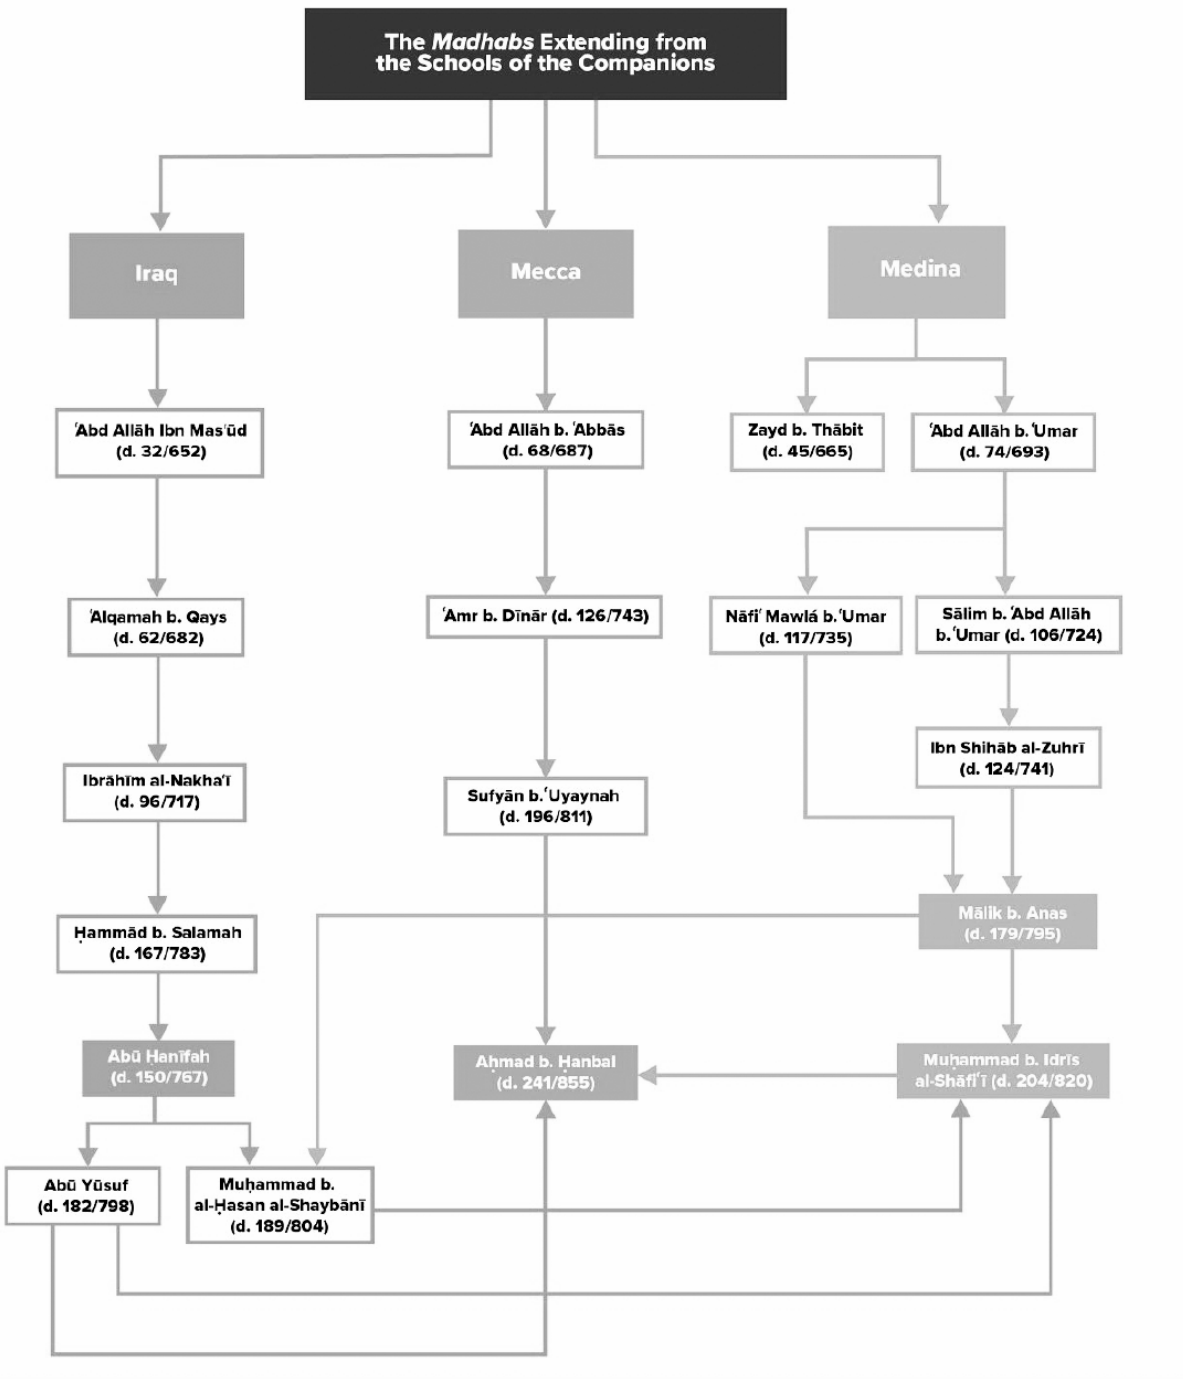 The Madhabs Extending from
the Schools of the Companions
Iraq
Mecca
Medina
ʿAbd Allāh Ibn Masʿūd
(d. 32/652)
ʿAbd Allāh b. ʿAbbās
(d. 68/687)
Zayd b. Thābit
(d. 45/665)
ʿAbd Allāh b. ʿUmar
(d. 74/693)
ʿAlqamah b. Qays
(d. 62/682)
ʿAmr b. Dīnār (d. 126/743)
Nāfiʿ Mawlá b. ʿUmar
(d. 117/735)
Sālim b. ʿAbd Allāh
b. ʿUmar (d. 106/724)
Ibn Shihāb al-Zuhrī
(d. 124/741)
Ibrāhīm al-Nakhaʿī
(d. 96/717)
Sufyān b. ʿUyaynah
(d. 196/811)
Ḥammād b. Salamah
(d. 167/783)
Mālik b. Anas
(d. 179/795)
Abū Ḥanīfah
(d. 150/767)
Aḥmad b. Ḥanbal
(d. 241/855)
Muḥammad b. Idrīs
al-Shāfiʿī (d. 204/820)
Abū Yūsuf
(d. 182/798)
Muḥammad b.
al-Ḥasan al-Shaybānī
(d. 189/804)